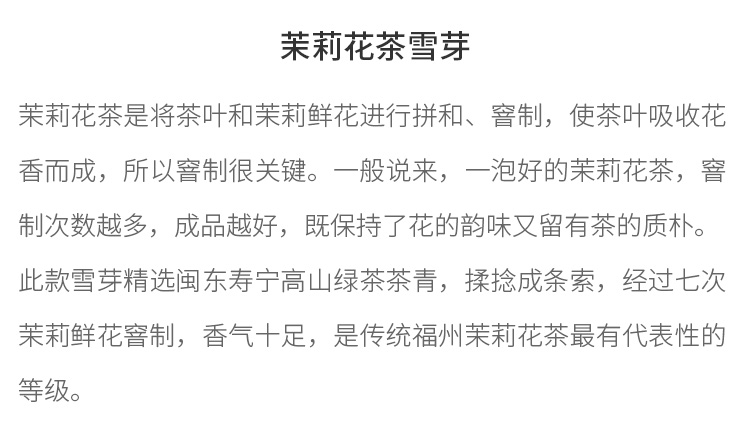 茉莉花茶雪芽
茉莉花茶是将茶叶和茉莉鲜花进行拼和、窨制，使茶叶吸收花
香而成，所以窨制很关键。一般说来，一泡好的茉莉花茶，窨
制次数越多，成品越好，既保持了花的韵味又留有茶的质朴。
此款雪芽精选闽东寿宁高山绿茶茶青，揉捻成条索，经过七次
茉莉鲜花窨制，香气十足，是传统福州茉莉花茶最有代表性的
等级。